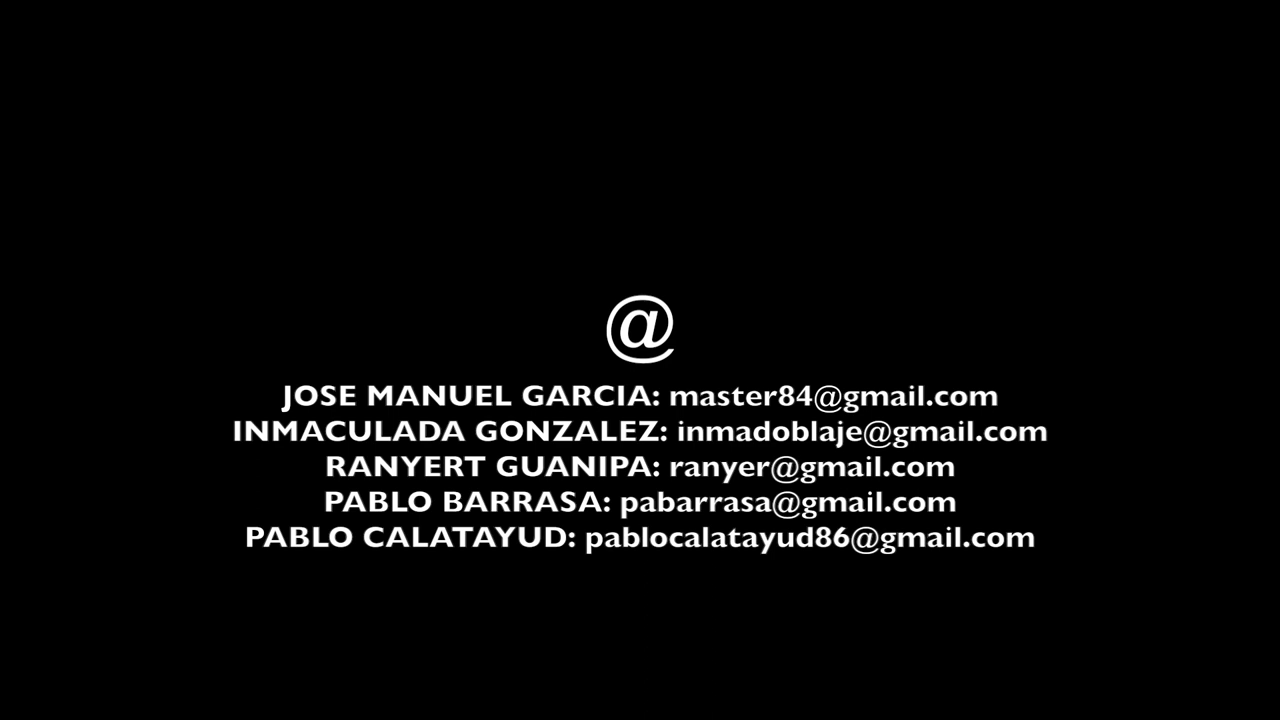 @
JOSE MANUEL GARCIA: master84@gmail.com
INMACULADA GONZALEZ: inmadoblaje@gmail.com
RANYERT GUANIPA: ranyer@gmail.com
PABLO BARRASA: pabarrasa@gmail.com
PABLO CALATAYUD: pablocalatayud86@gmail.com